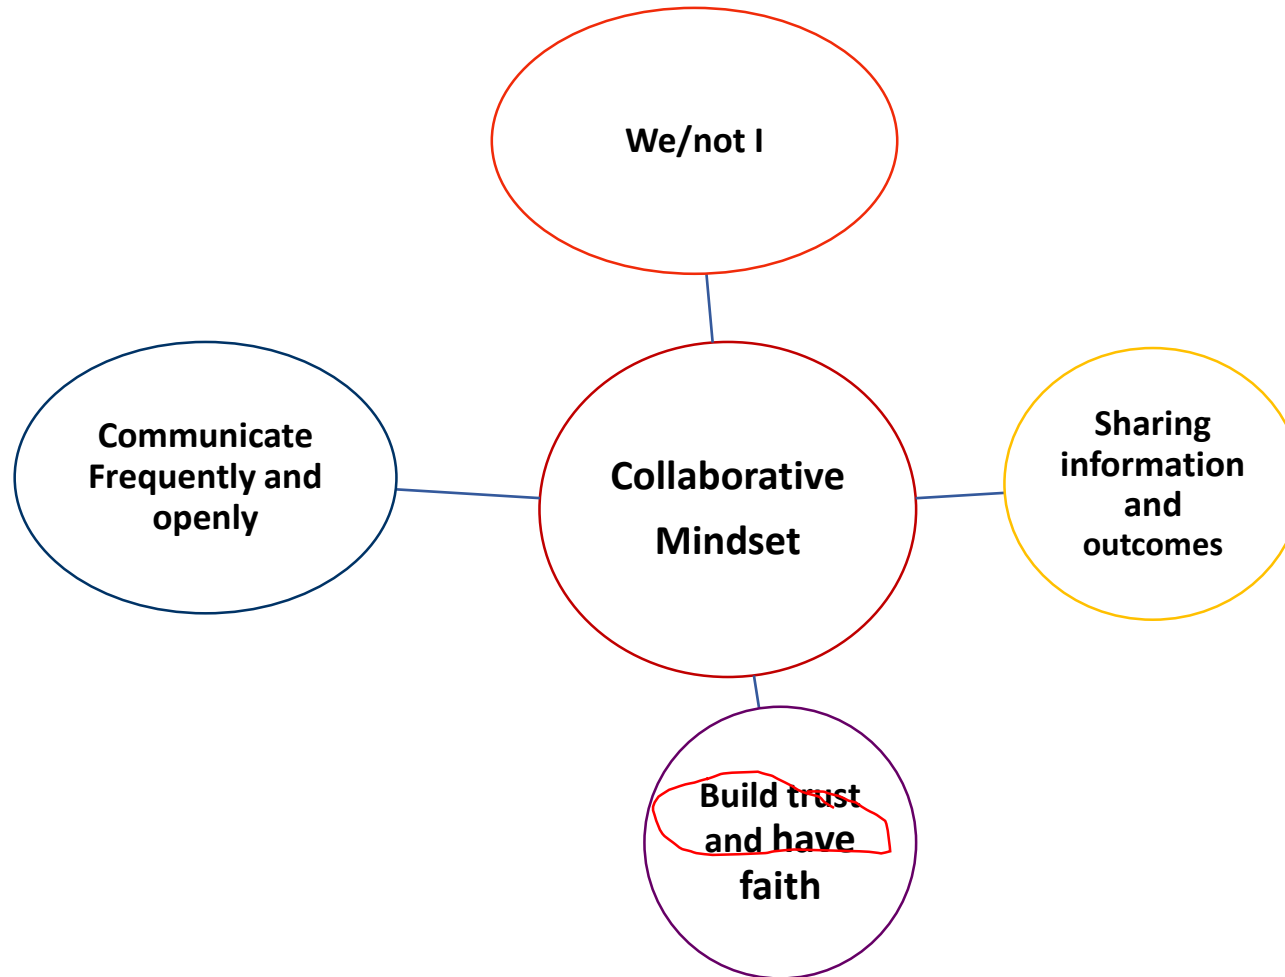 We/not I
Communicate
Frequently and
openly
Collaborative
Mindset
Sharing
information
and
outcomes
Build trust
and have
faith